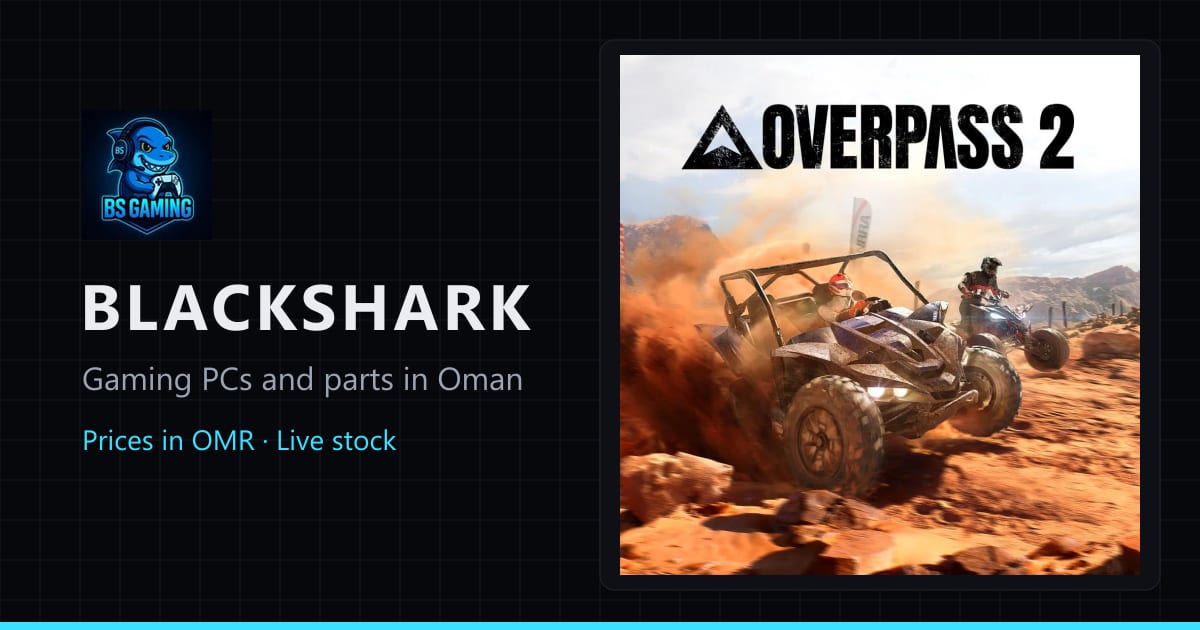 BS
BS GAMING
BLACKSHARK
Gaming PCs and parts in Oman
Prices in OMR · Live stock
OVERPASS 2